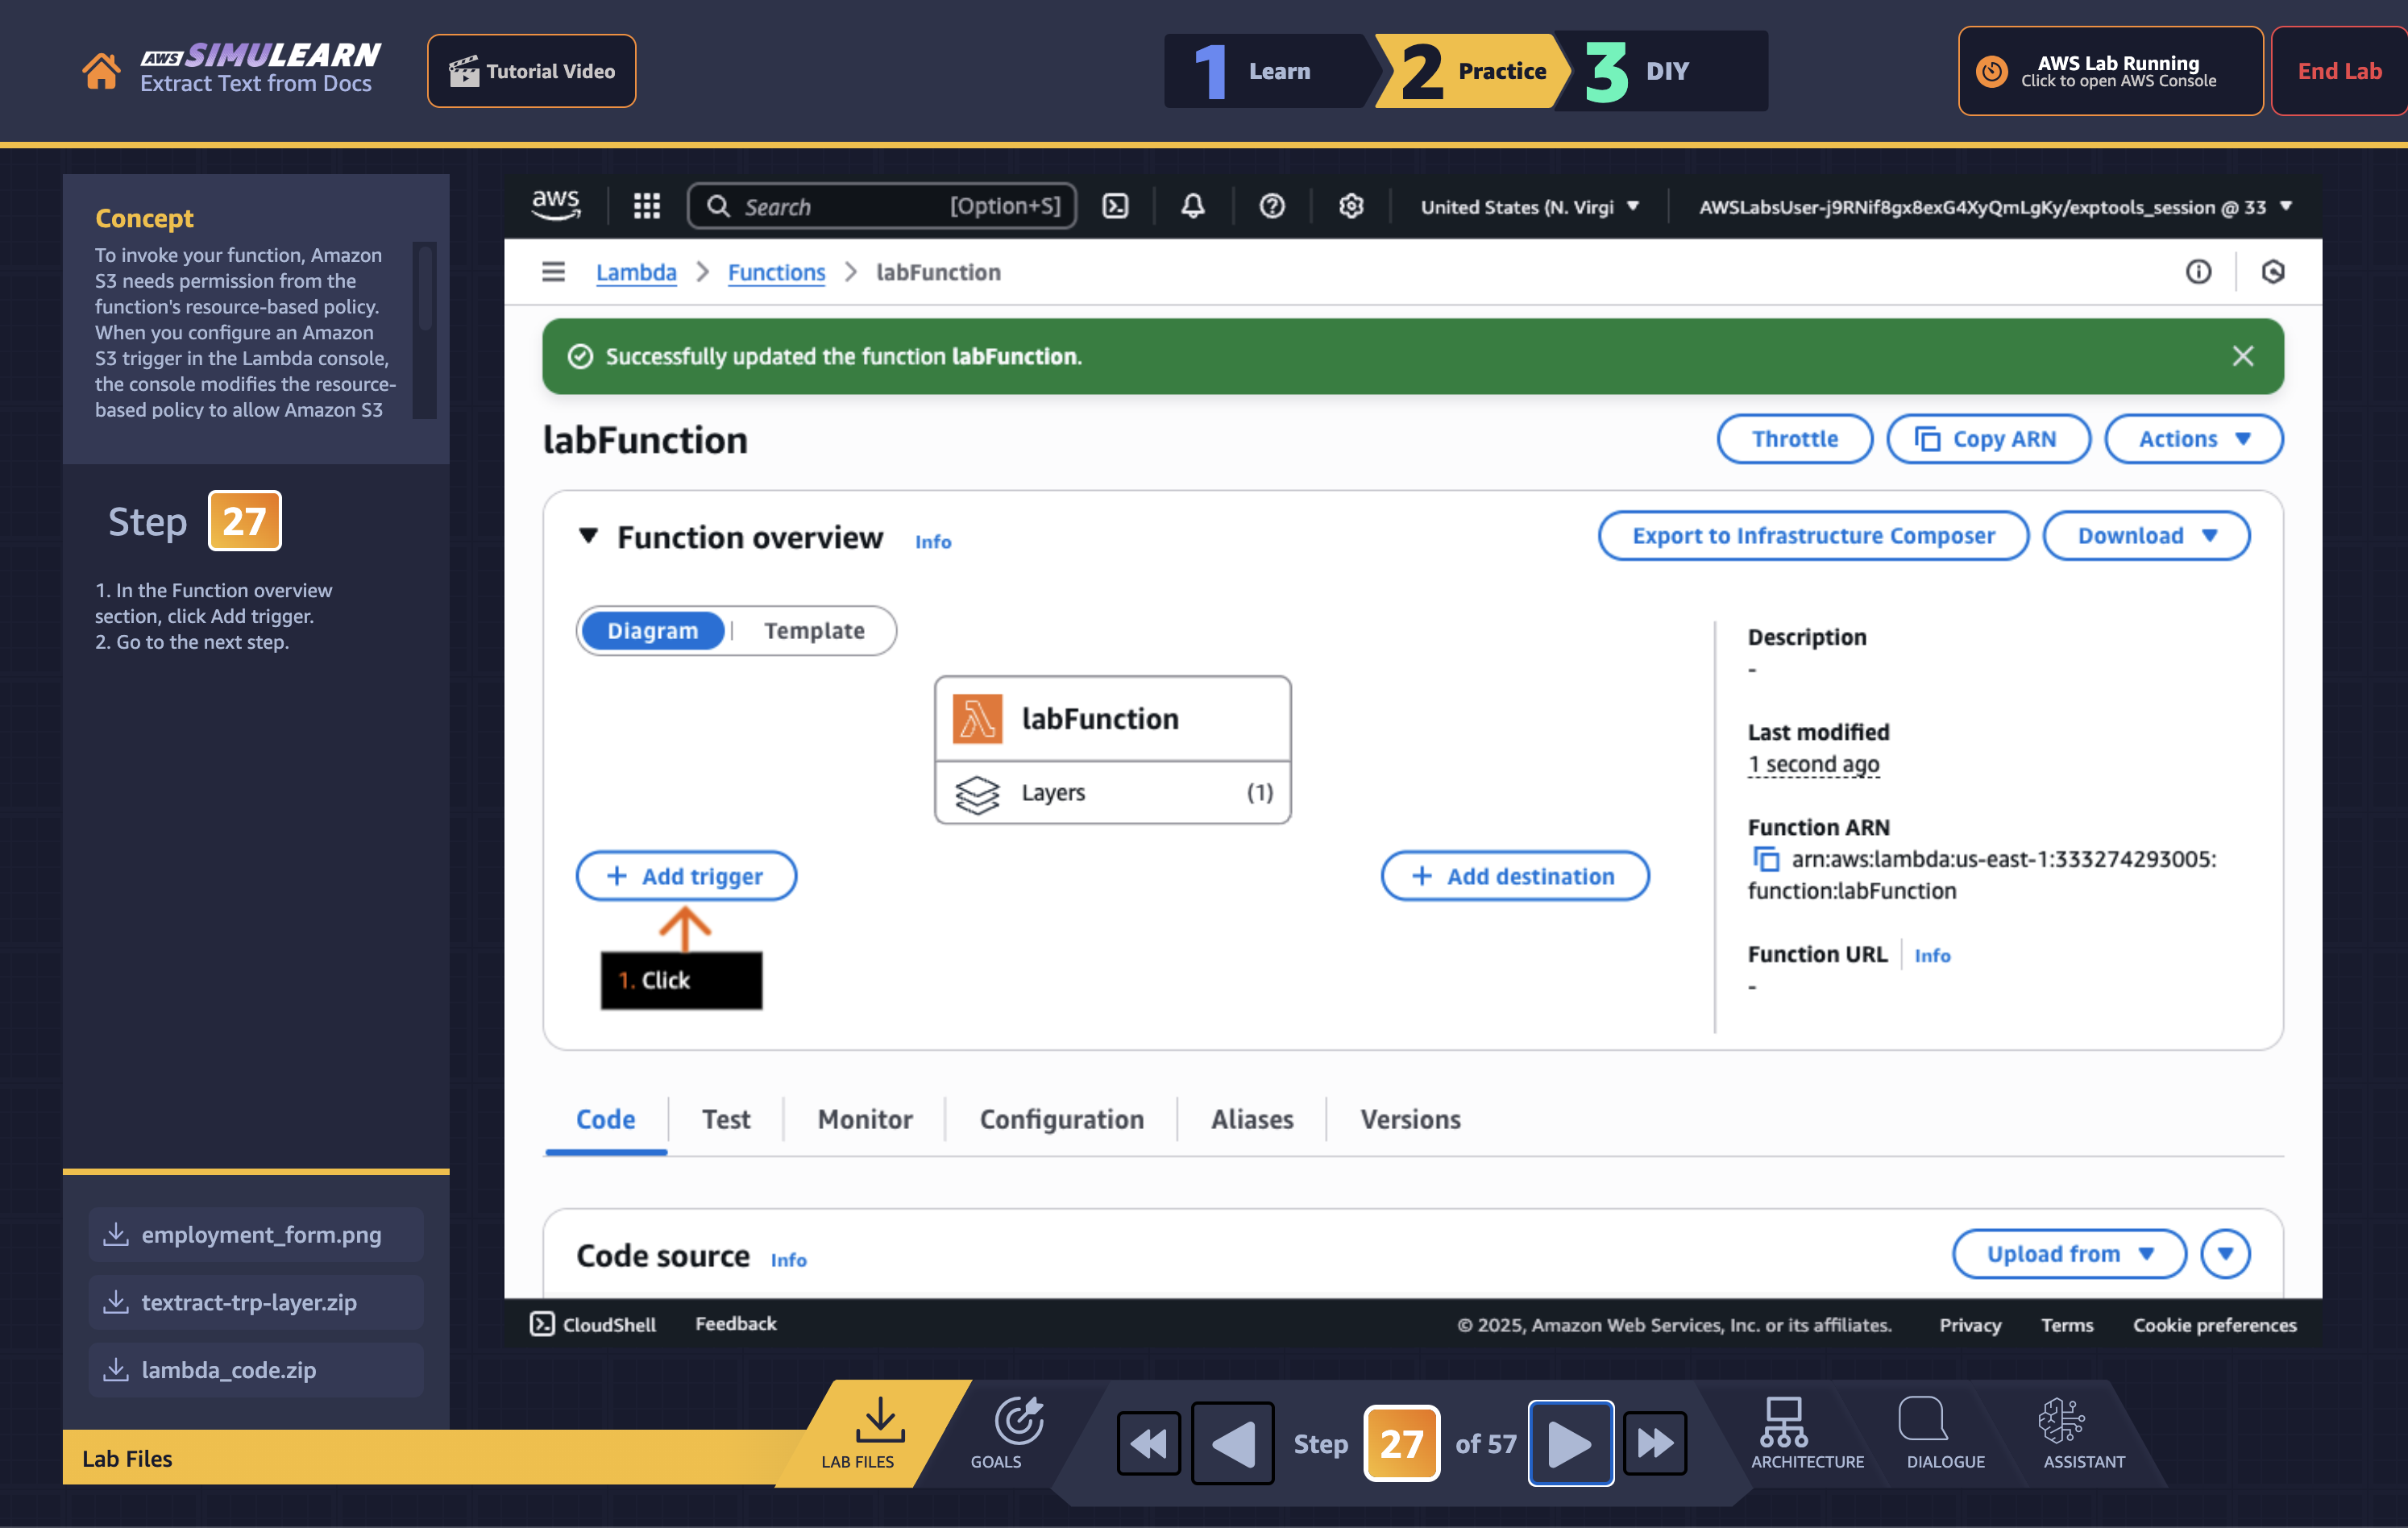 AWS SIMULEARN
Extract Text from Docs
Tutorial Video
1 Learn
2 Practice
3 DIY
AWS Lab Running
Click to open AWS Console
End Lab
Concept
To invoke your function, Amazon
S3 needs permission from the
function's resource-based policy.
When you configure an Amazon
S3 trigger in the Lambda console,
the console modifies the resource-
based policy to allow Amazon S3
Step 27
1. In the Function overview
section, click Add trigger.
2. Go to the next step.
employment_form.png
textract-trp-layer.zip
lambda_code.zip
Lab Files
aws
Search [Option+S]
United States (N. Virgi
AWSLabsUser-j9RNif8gx8exG4XyQmLgKy/exptools_session @ 33
Lambda > Functions > labFunction
Successfully updated the function labFunction.
labFunction
Throttle
Copy ARN
Actions
Function overview Info
Export to Infrastructure Composer
Download
Diagram | Template
labFunction
Layers (1)
+ Add trigger
+ Add destination
1. Click
Description
-
Last modified
1 second ago
Function ARN
arn:aws:lambda:us-east-1:333274293005:
function:labFunction
Function URL Info
-
Code
Test
Monitor
Configuration
Aliases
Versions
Code source Info
Upload from
CloudShell
Feedback
© 2025, Amazon Web Services, Inc. or its affiliates.
Privacy
Terms
Cookie preferences
LAB FILES
GOALS
Step 27 of 57
ARCHITECTURE
DIALOGUE
ASSISTANT